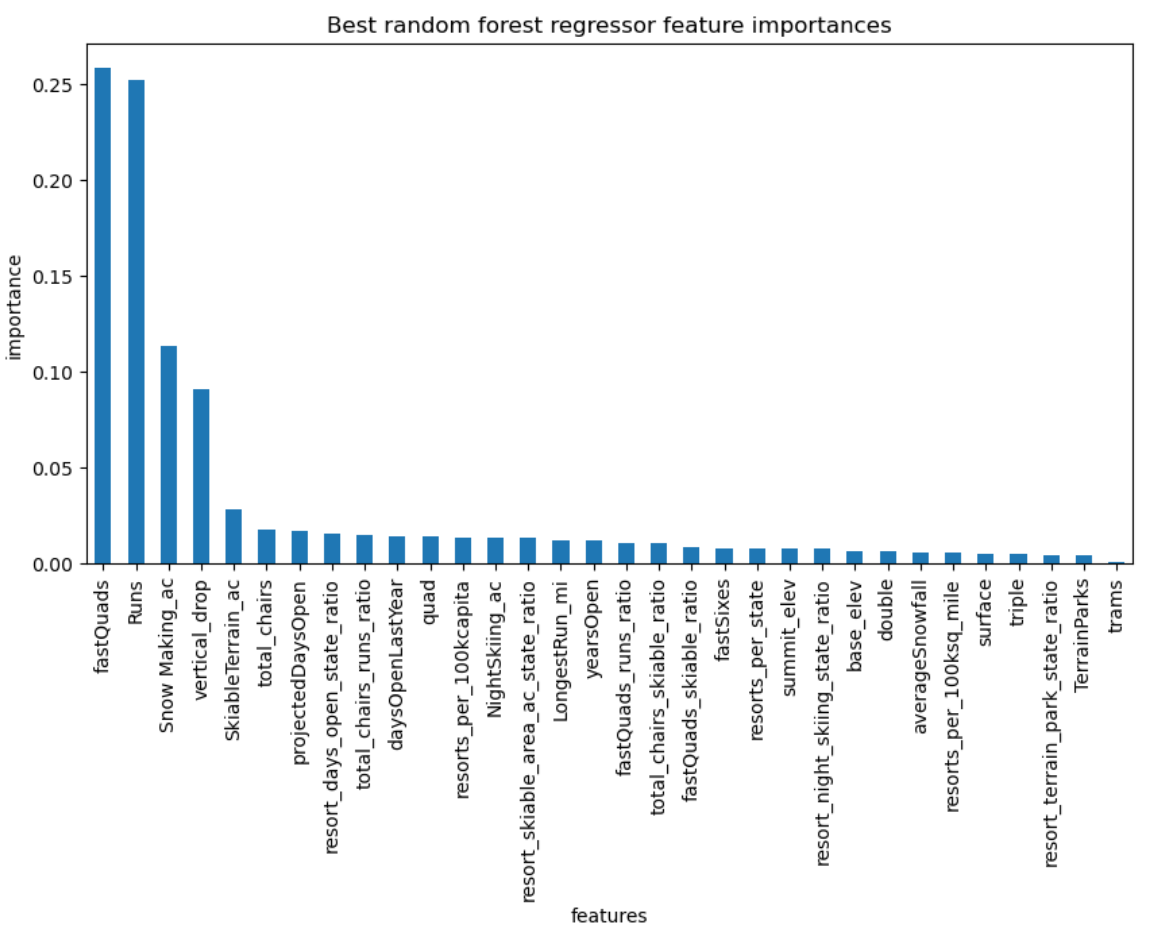 Best random forest regressor feature importances
importance
0.25
0.20
0.15
0.10
0.05
0.00
fastQuads
Runs
Snow Making_ac
vertical_drop
SkiableTerrain_ac
total_chairs
projectedDaysOpen
resort_days_open_state_ratio
total_chairs_runs_ratio
daysOpenLastYear
quad
resorts_per_100kcapita
NightSkiing_ac
resort_skiable_area_ac_state_ratio
LongestRun_mi
yearsOpen
fastQuads_runs_ratio
total_chairs_skiable_ratio
fastQuads_skiable_ratio
fastSixes
resorts_per_state
summit_elev
resort_night_skiing_state_ratio
base_elev
double
averageSnowfall
resorts_per_100ksq_mile
surface
triple
resort_terrain_park_state_ratio
TerrainParks
trams
features